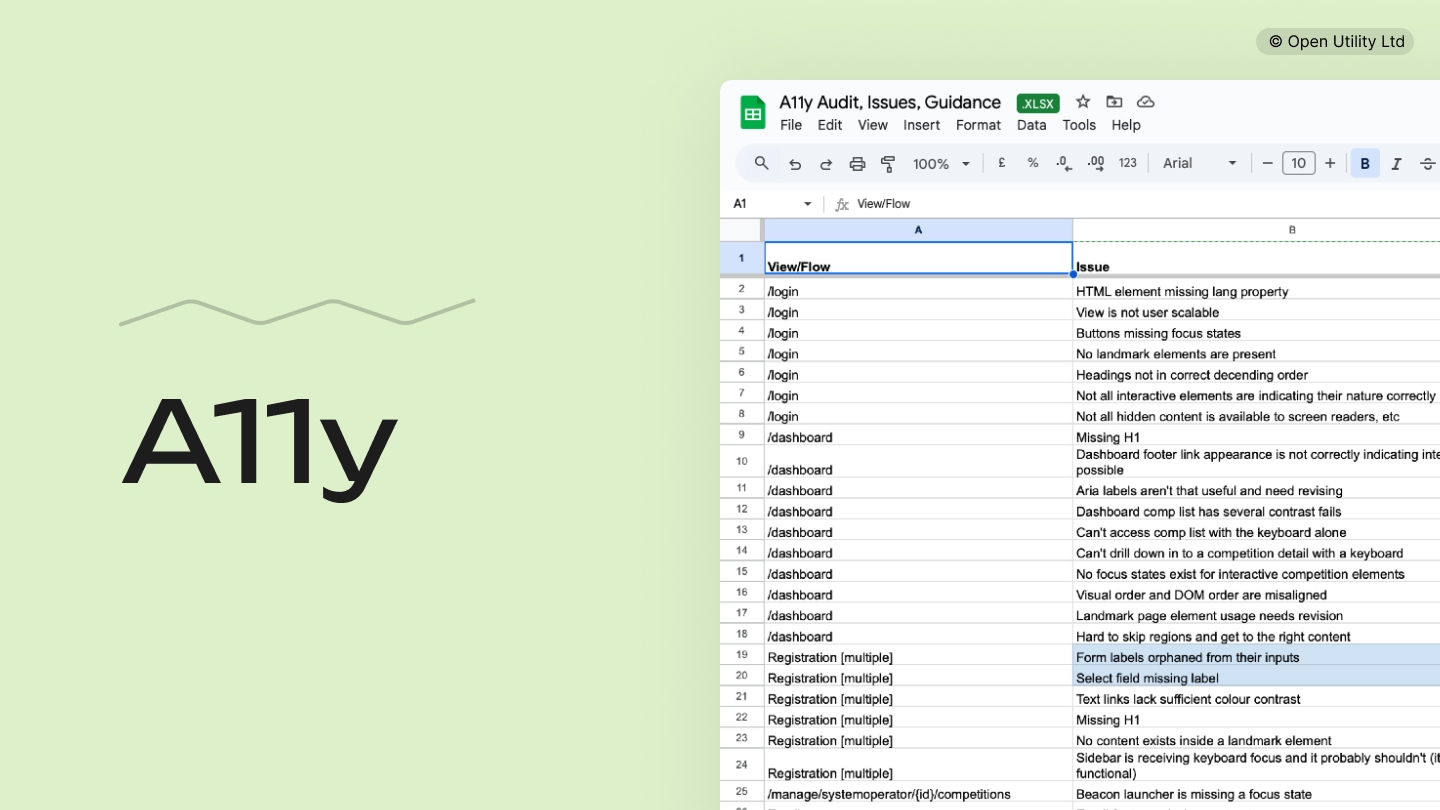 © Open Utility Ltd
A11y
A11y Audit, Issues, Guidance .XLSX
File Edit View Insert Format Data Tools Help
100% £ % .0 .00 123 Arial 10 B I S
A1 fx View/Flow
A B
1 View/Flow Issue
2 /login HTML element missing lang property
3 /login View is not user scalable
4 /login Buttons missing focus states
5 /login No landmark elements are present
6 /login Headings not in correct decending order
7 /login Not all interactive elements are indicating their nature correctly
8 /login Not all hidden content is available to screen readers, etc
9 /dashboard Missing H1
10 /dashboard Dashboard footer link appearance is not correctly indicating
possible
11 /dashboard Aria labels aren't that useful and need revising
12 /dashboard Dashboard comp list has several contrast fails
13 /dashboard Can't access comp list with the keyboard alone
14 /dashboard Can't drill down in to a competition detail with a keyboard
15 /dashboard No focus states exist for interactive competition elements
16 /dashboard Visual order and DOM order are misaligned
17 /dashboard Landmark page element usage needs revision
18 /dashboard Hard to skip regions and get to the right content
19 Registration [multiple] Form labels orphaned from their inputs
20 Registration [multiple] Select field missing label
21 Registration [multiple] Text links lack sufficient colour contrast
22 Registration [multiple] Missing H1
23 Registration [multiple] No content exists inside a landmark element
24 Registration [multiple] Sidebar is receiving keyboard focus and it probably shouldn't
functional)
25 /manage/systemoperator/{id}/competitions Beacon launcher is missing a focus state